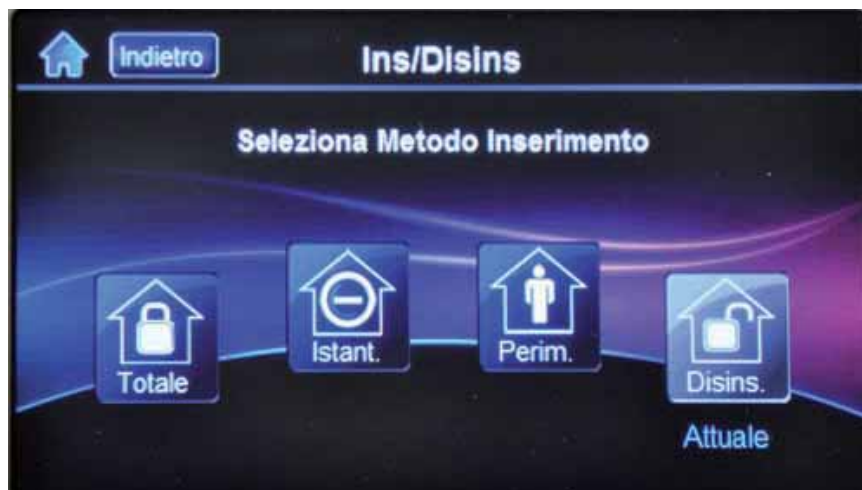 Indietro
Ins/Disins
Seleziona Metodo Inserimento
Totale
Istant.
Perim.
Disins.
Attuale